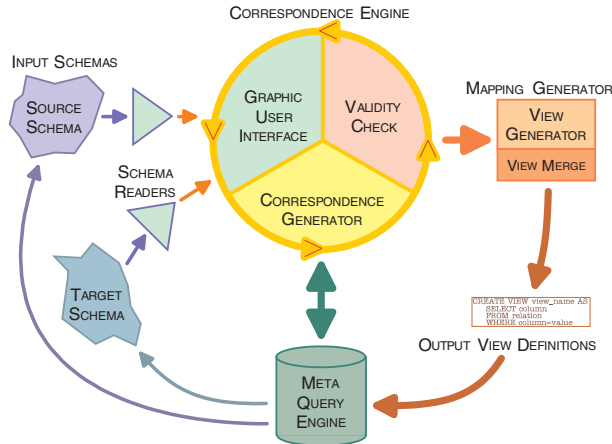 CORRESPONDENCE ENGINE
INPUT SCHEMAS
SOURCE
SCHEMA
GRAPHIC
USER
INTERFACE
VALIDITY
CHECK
MAPPING GENERATOR
VIEW
GENERATOR
VIEW MERGE
SCHEMA
READERS
CORRESPONDENCE
GENERATOR
TARGET
SCHEMA
CREATE VIEW view_name AS
SELECT column
FROM relation
WHERE column=value
OUTPUT VIEW DEFINITIONS
META
QUERY
ENGINE